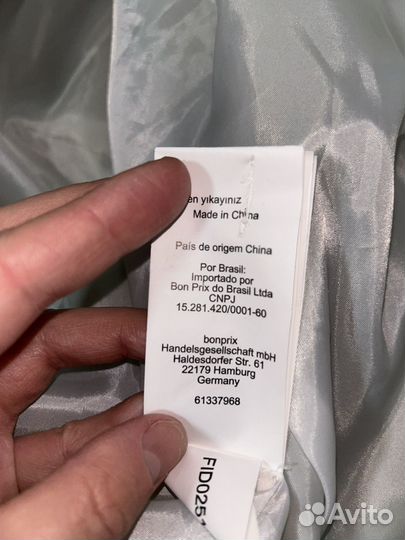 en yıkayınız
Made in China
País de origem China
Por Brasil:
Importado por
Bon Prix do Brasil Ltda
CNPJ
15.281.420/0001-60
bonprix
Handelsgesellschaft mbH
Haldesdorfer Str. 61
22179 Hamburg
Germany
61337968
FID025
Avito